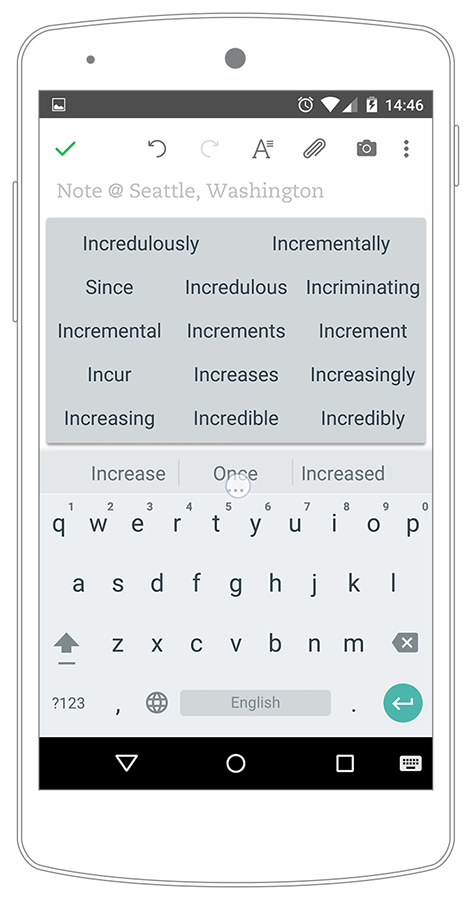 14:46
Note @ Seattle, Washington
Incredulously Incrementally
Since Incredulous Incriminating
Incremental Increments Increment
Incur Increases Increasingly
Increasing Incredible Incredibly
Increase Once Increased
1 2 3 4 5 6 7 8 9 0
q w e r t y u i o p
a s d f g h j k l
z x c v b n m
?123 , English .